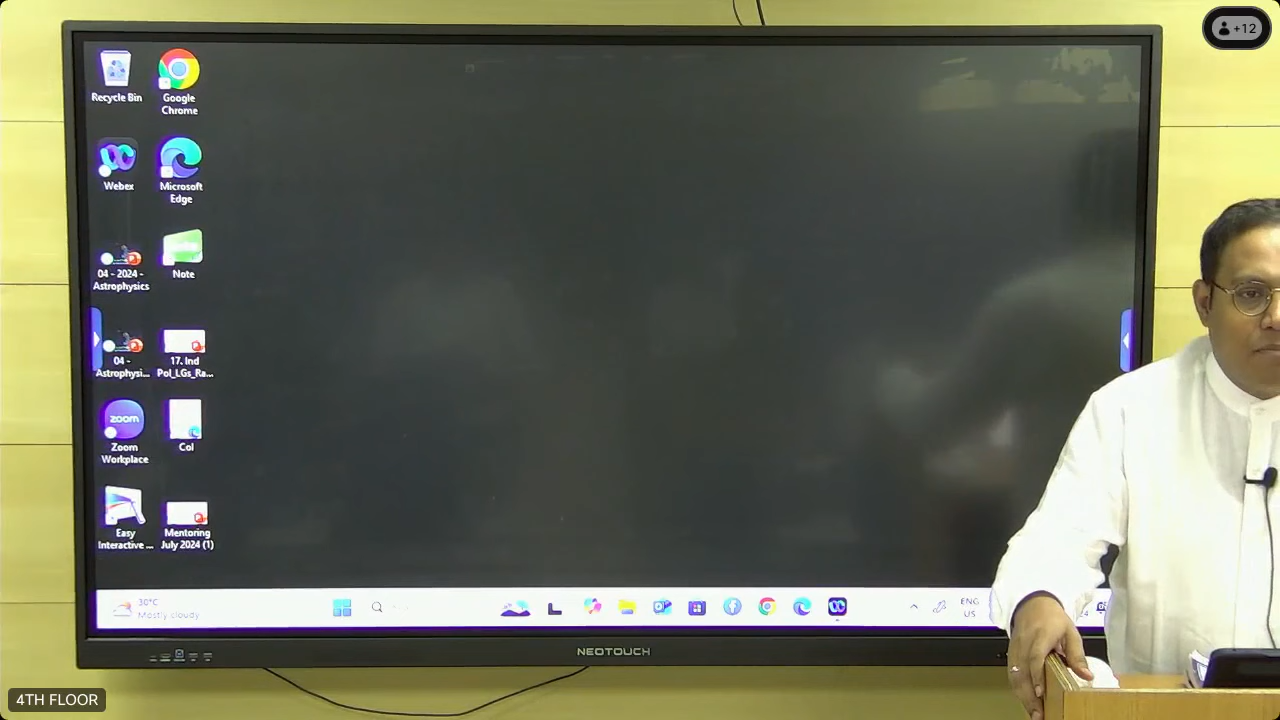 +12
Recycle Bin
Google
Chrome
Webex
Microsoft
Edge
04 - 2024 -
Astrophysics
Note
04 -
Astrophysi...
17. Ind
Pol_LGs_Ra...
zoom
Zoom
Workplace
CoI
Easy
Interactive ...
Mentoring
July 2024 (1)
30°C
Mostly cloudy
ENG
US
NEOTOUCH
4TH FLOOR